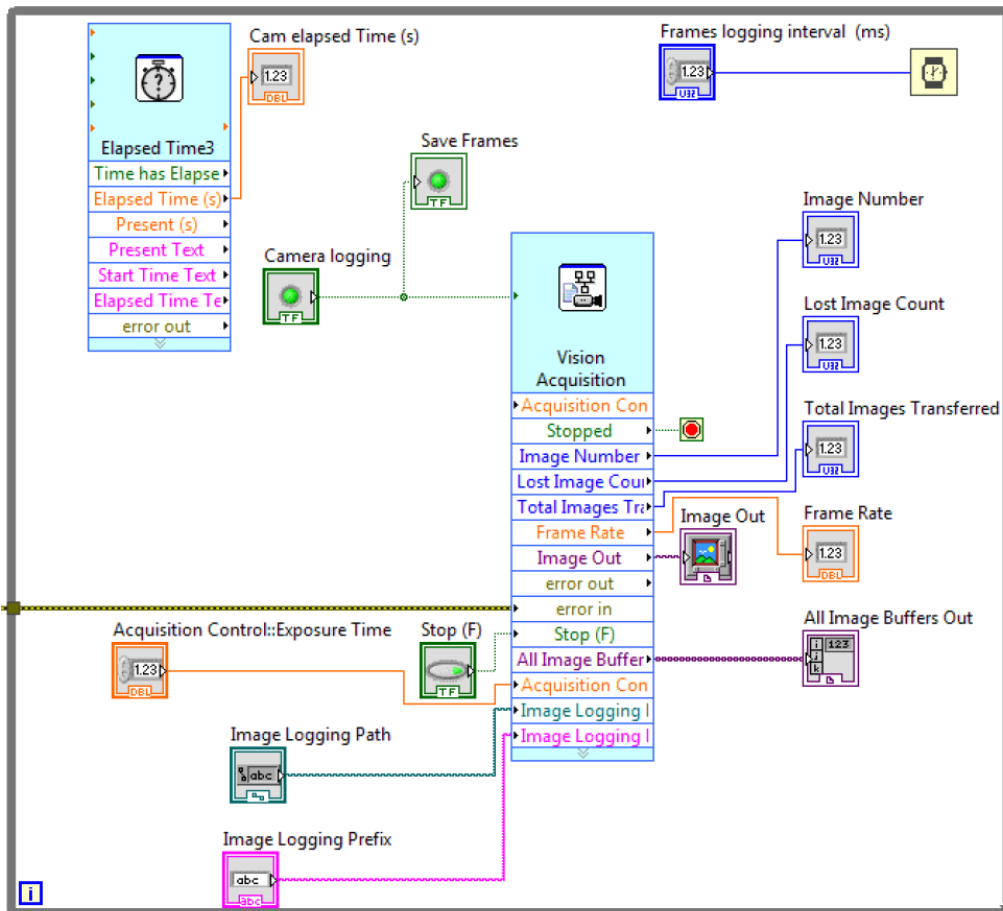 Cam elapsed Time (s)
1.23
DBL
Elapsed Time3
Time has Elapse
Elapsed Time (s)
Present (s)
Present Text
Start Time Text
Elapsed Time Te
error out
Frames logging interval (ms)
1.23
U32
Save Frames
TF
Camera logging
TF
Vision
Acquisition
Acquisition Con
Stopped
Image Number
Lost Image Cou
Total Images Tra
Frame Rate
Image Out
error out
error in
Stop (F)
All Image Buffer
Acquisition Con
Image Logging I
Image Logging I
Image Number
1.23
U32
Lost Image Count
1.23
U32
Total Images Transferred
1.23
U32
Image Out
Frame Rate
1.23
DBL
All Image Buffers Out
i
j
k
123
Acquisition Control::Exposure Time
1.23
DBL
Stop (F)
TF
Image Logging Path
abc
Image Logging Prefix
abc
abc
i